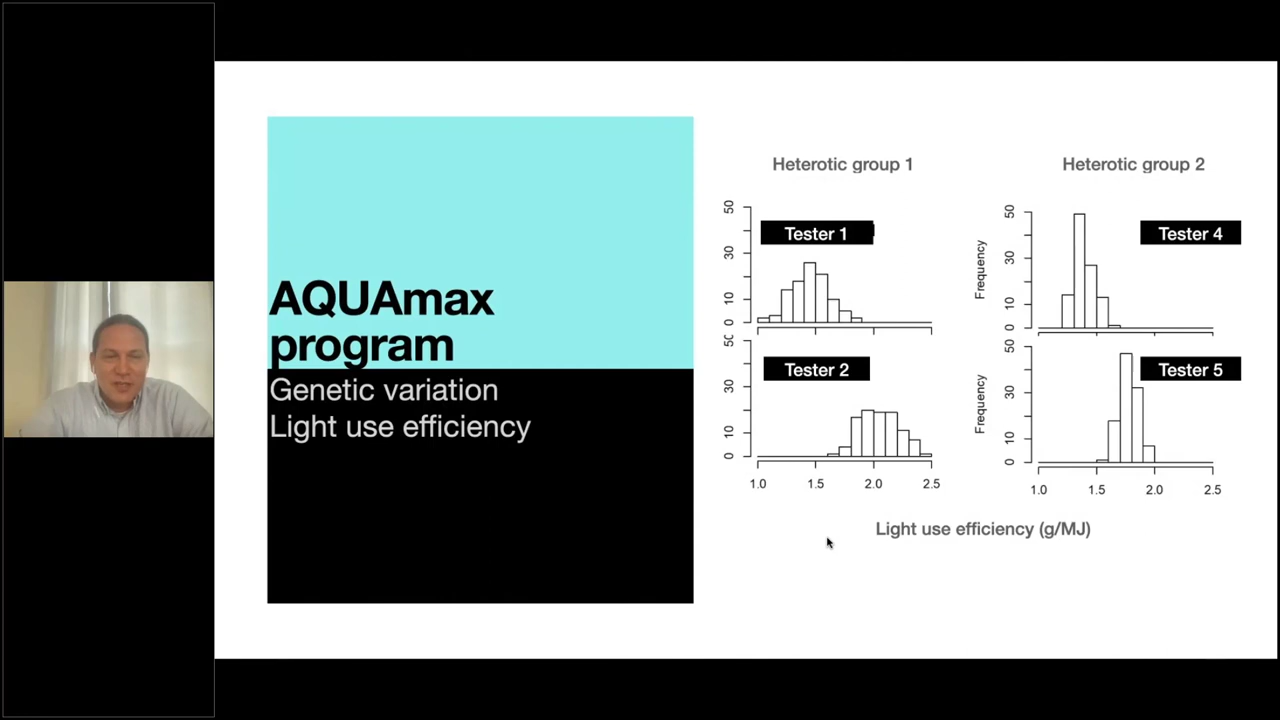 AQUAmax
program
Genetic variation
Light use efficiency
Heterotic group 1
Heterotic group 2
50
30
10
0
Tester 1
Frequency
50
30
10
0
Tester 4
30
10
0
Tester 2
1.0 1.5 2.0 2.5
Frequency
50
30
10
0
Tester 5
1.0 1.5 2.0 2.5
Light use efficiency (g/MJ)